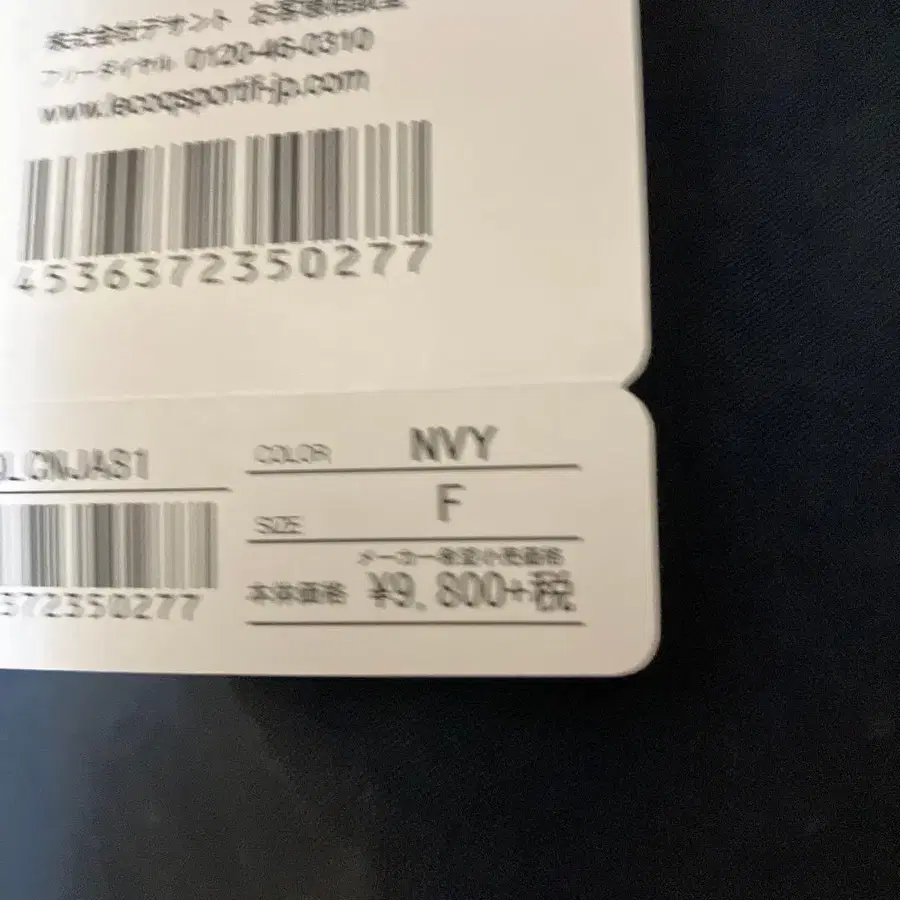 株式会社デサント お客様相談室
フリーダイヤル 0120-46-0310
www.lecoqsportif-jp.com
4536372350277
QLGNJA81
372350277
COLOR NVY
SIZE F
メーカー希望小売価格
本体価格 ¥9,800+税